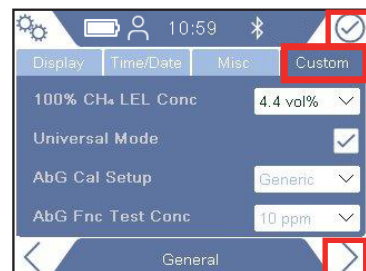 10:59
Display Time/Date Misc Custom
100% CH₄ LEL Conc 4.4 vol%
Universal Mode
AbG Cal Setup Generic
AbG Fnc Test Conc 10 ppm
General